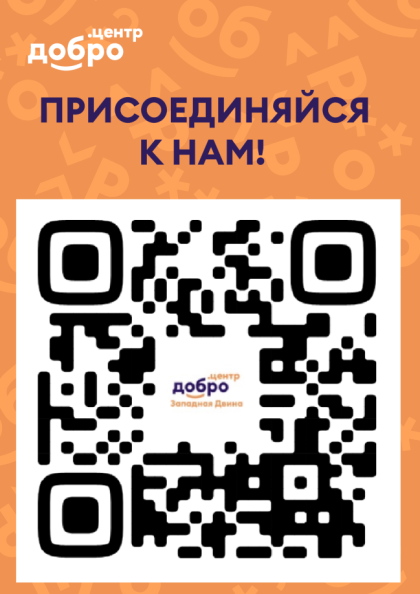 .центр
добро
ПРИСОЕДИНЯЙСЯ
К НАМ!
.центр
добро
Западная Двина